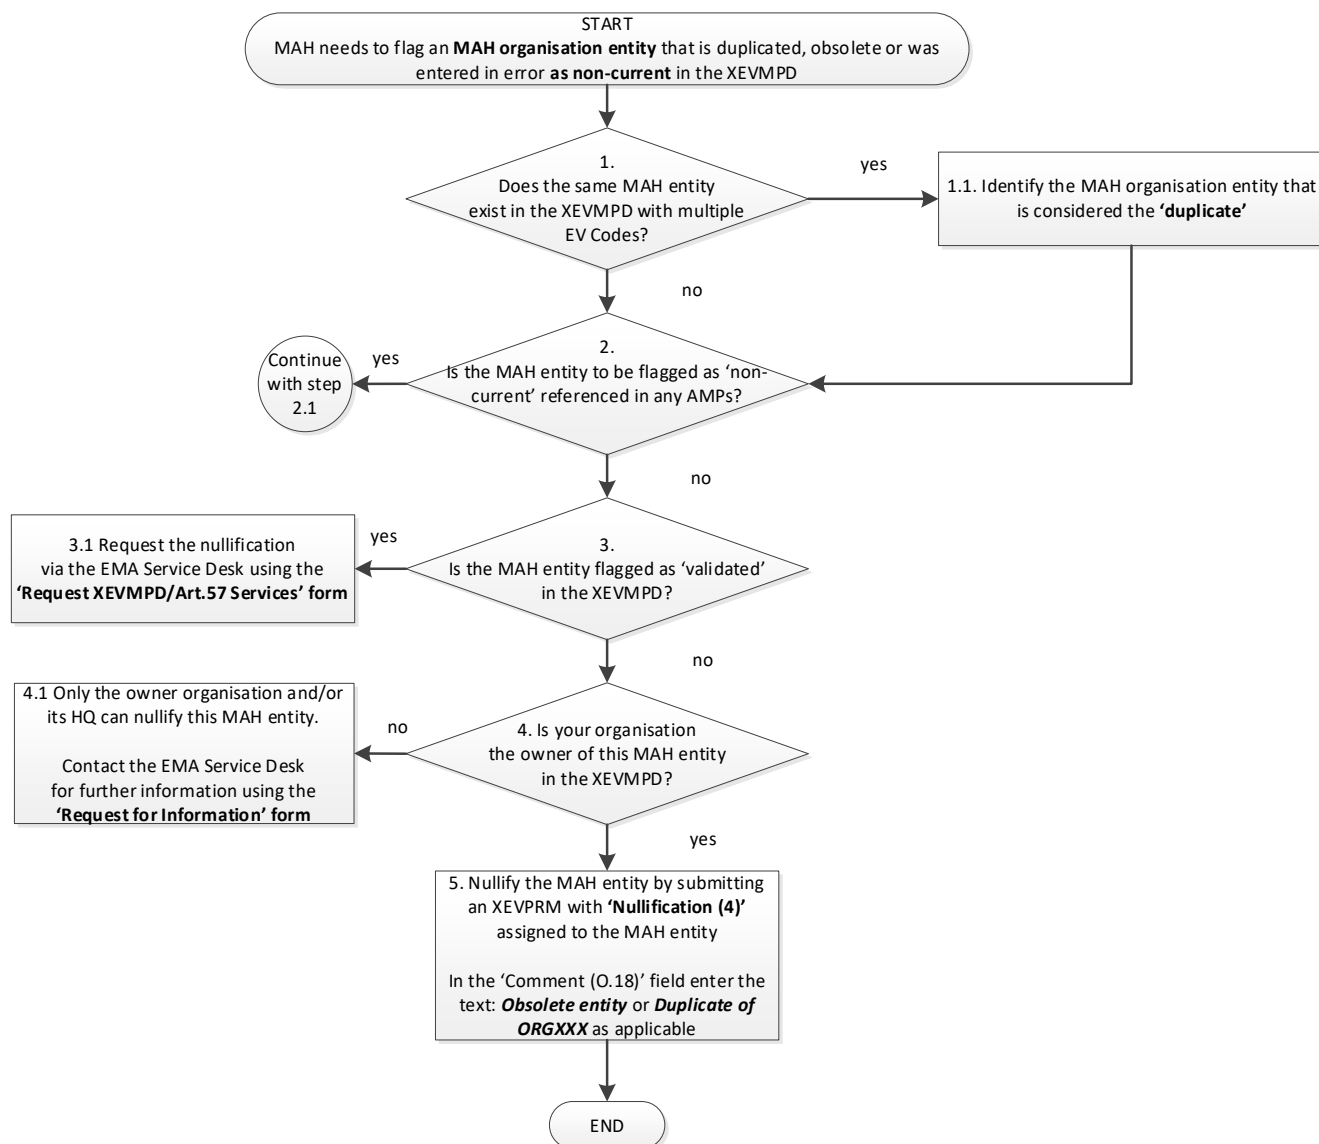 START
MAH needs to flag an MAH organisation entity that is duplicated, obsolete or was
entered in error as non-current in the XEVMPD
1.
Does the same MAH entity
exist in the XEVMPD with multiple
EV Codes?
yes
1.1. Identify the MAH organisation entity that
is considered the ‘duplicate’
no
2.
Is the MAH entity to be flagged as ‘non-
current’ referenced in any AMPs?
yes
Continue
with step
2.1
no
3.
Is the MAH entity flagged as ‘validated’
in the XEVMPD?
yes
3.1 Request the nullification
via the EMA Service Desk using the
‘Request XEVMPD/Art.57 Services’ form
no
4. Is your organisation
the owner of this MAH entity
in the XEVMPD?
no
4.1 Only the owner organisation and/or
its HQ can nullify this MAH entity.
Contact the EMA Service Desk
for further information using the
‘Request for Information’ form
yes
5. Nullify the MAH entity by submitting
an XEVPRM with ‘Nullification (4)’
assigned to the MAH entity
In the ‘Comment (O.18)’ field enter the
text: Obsolete entity or Duplicate of
ORGXXX as applicable
END